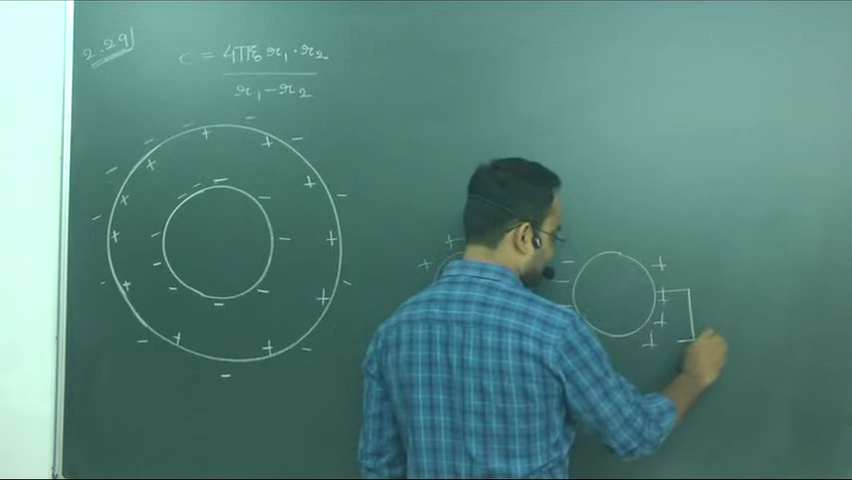 2.29
C = 4πε₀ r₁ . r₂
r₁ - r₂